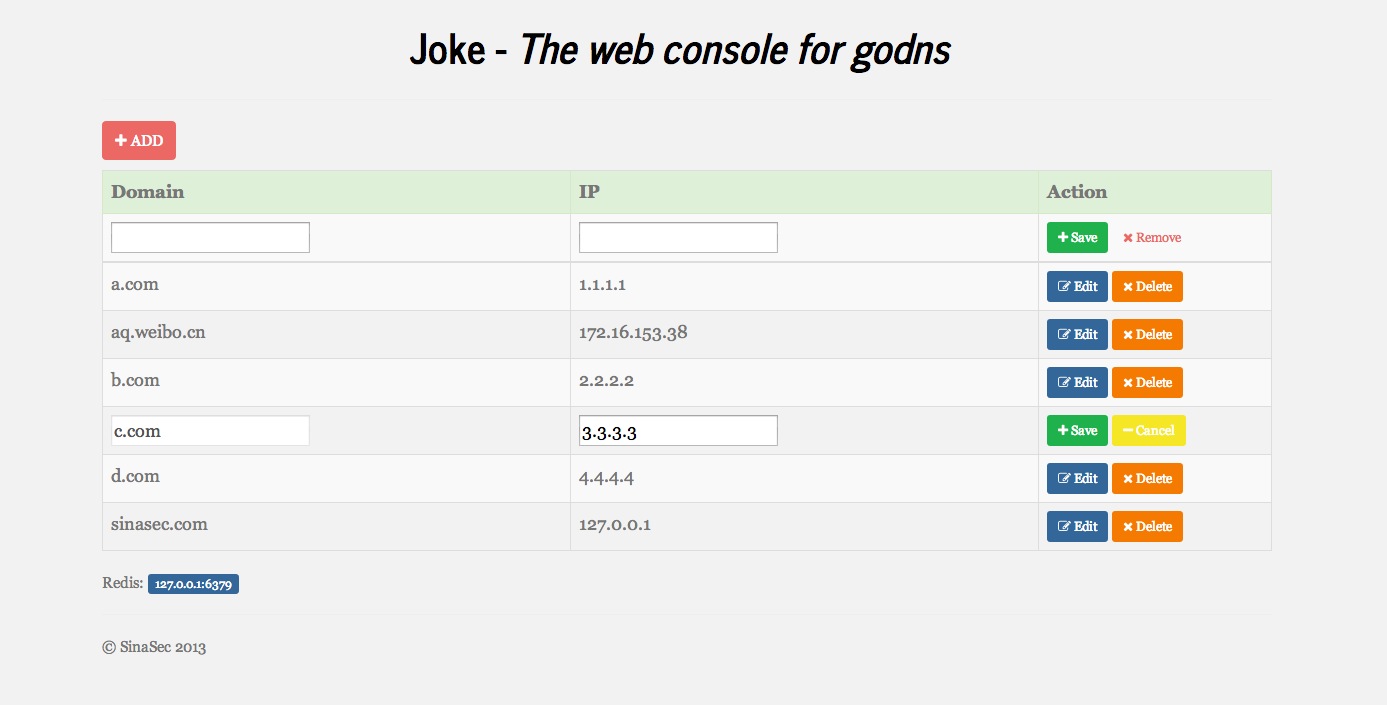 Joke - The web console for godns
ADD
Domain IP Action
Save Remove
a.com 1.1.1.1 Edit Delete
aq.weibo.cn 172.16.153.38 Edit Delete
b.com 2.2.2.2 Edit Delete
c.com 3.3.3.3 Save Cancel
d.com 4.4.4.4 Edit Delete
sinasec.com 127.0.0.1 Edit Delete
Redis: 127.0.0.1:6379
© SinaSec 2013